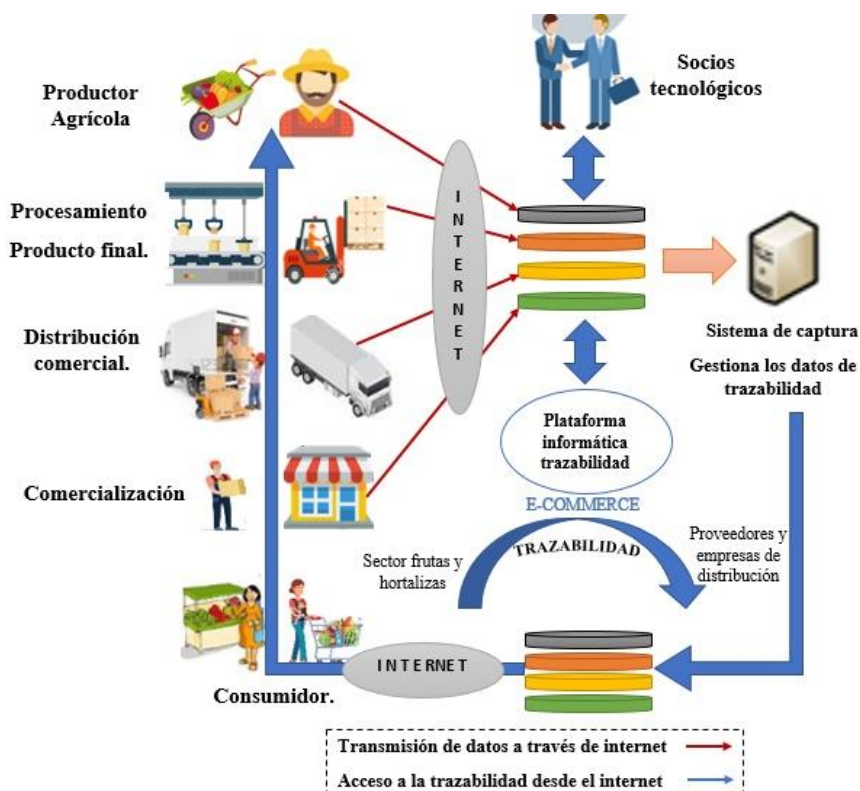 Productor
Agrícola
Socios
tecnológicos
INTERNET
Procesamiento
Producto final.
Sistema de captura
Gestiona los datos de
trazabilidad
Distribución
comercial.
Plataforma
informática
trazabilidad
Comercialización
E-COMMERCE
TRAZABILIDAD
Sector frutas y
hortalizas
Proveedores y
empresas de
distribución
INTERNET
Consumidor.
Transmisión de datos a través de internet
Acceso a la trazabilidad desde el internet